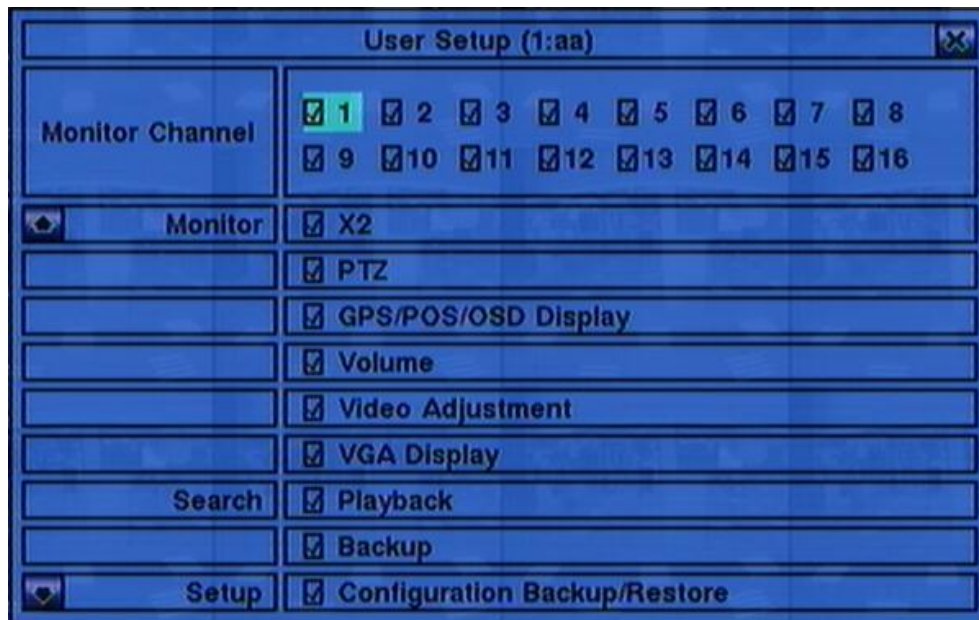 User Setup (1:aa)
Monitor Channel
1 2 3 4 5 6 7 8
9 10 11 12 13 14 15 16
Monitor X2
PTZ
GPS/POS/OSD Display
Volume
Video Adjustment
VGA Display
Search Playback
Backup
Setup Configuration Backup/Restore